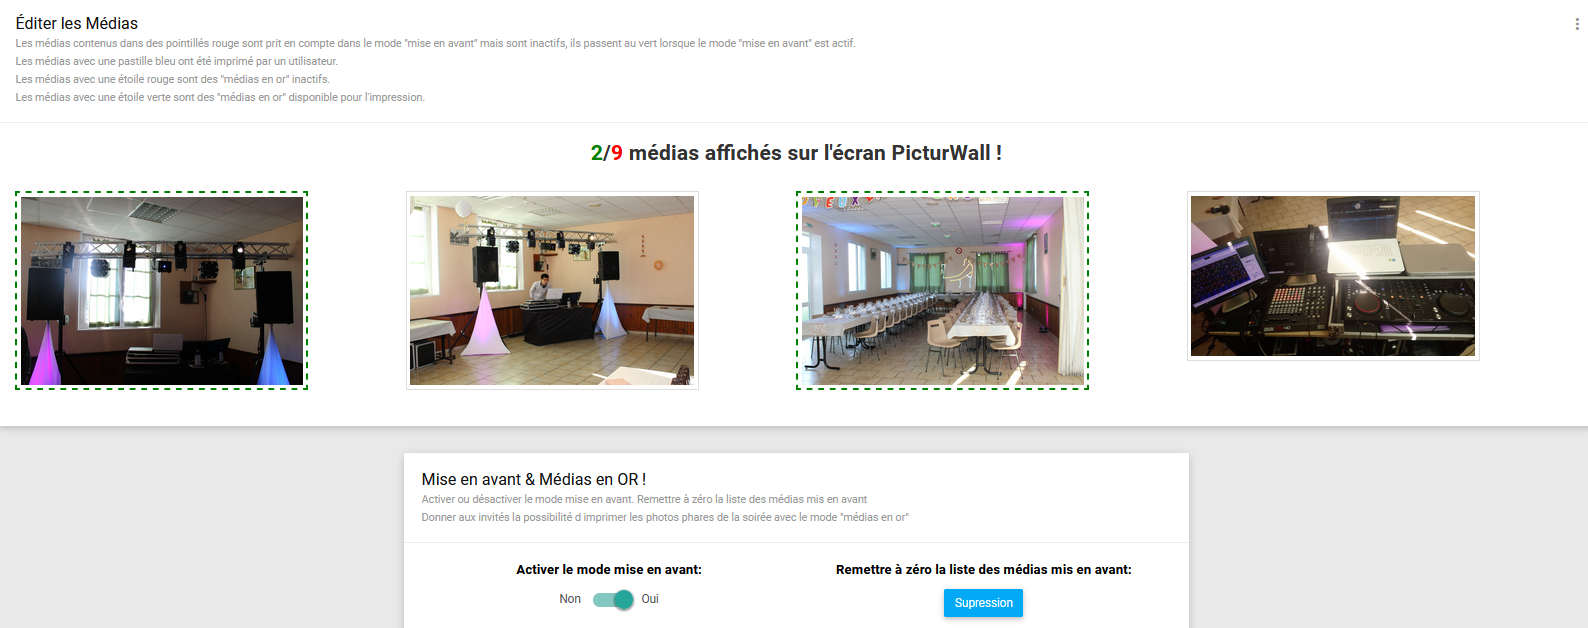 Éditer les Médias
Les médias contenus dans des pointillés rouge sont prit en compte dans le mode "mise en avant" mais sont inactifs, ils passent au vert lorsque le mode "mise en avant" est actif.
Les médias avec une pastille bleu ont été imprimé par un utilisateur.
Les médias avec une étoile rouge sont des "médias en or" inactifs.
Les médias avec une étoile verte sont des "médias en or" disponible pour l'impression.
2/9 médias affichés sur l'écran PicturWall !
Mise en avant & Médias en OR !
Activer ou désactiver le mode mise en avant. Remettre à zéro la liste des médias mis en avant
Donner aux invités la possibilité d imprimer les photos phares de la soirée avec le mode "médias en or"
Activer le mode mise en avant:
Remettre à zéro la liste des médias mis en avant:
Non Oui
Supression